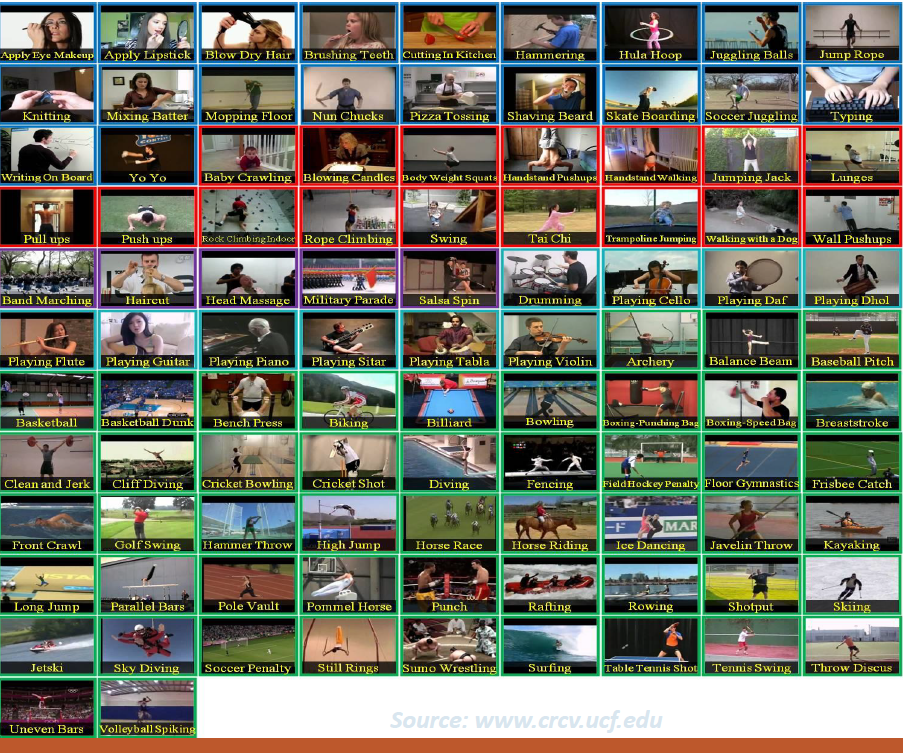 Apply Eye Makeup
Apply Lipstick
Blow Dry Hair
Brushing Teeth
Cutting In Kitchen
Hammering
Hula Hoop
Juggling Balls
Jump Rope
Knitting
Mixing Batter
Mopping Floor
Nun Chucks
Pizza Tossing
Shaving Beard
Skate Boarding
Soccer Juggling
Typing
Writing On Board
Yo Yo
Baby Crawling
Blowing Candles
Body Weight Squats
Handstand Pushups
Handstand Walking
Jumping Jack
Lunges
Pull ups
Push ups
Rock Climbing Indoor
Rope Climbing
Swing
Tai Chi
Trampoline Jumping
Walking with a Dog
Wall Pushups
Band Marching
Haircut
Head Massage
Military Parade
Salsa Spin
Drumming
Playing Cello
Playing Daf
Playing Dhol
Playing Flute
Playing Guitar
Playing Piano
Playing Sitar
Playing Tabla
Playing Violin
Archery
Balance Beam
Baseball Pitch
Basketball
Basketball Dunk
Bench Press
Biking
Billiard
Bowling
Boxing-Punching Bag
Boxing-Speed Bag
Breaststroke
Clean and Jerk
Cliff Diving
Cricket Bowling
Cricket Shot
Diving
Fencing
Field Hockey Penalty
Floor Gymnastics
Frisbee Catch
Front Crawl
Golf Swing
Hammer Throw
High Jump
Horse Race
Horse Riding
Ice Dancing
Javelin Throw
Kayaking
Long Jump
Parallel Bars
Pole Vault
Pommel Horse
Punch
Rafting
Rowing
Shotput
Skiing
Jetski
Sky Diving
Soccer Penalty
Still Rings
Sumo Wrestling
Surfing
Table Tennis Shot
Tennis Swing
Throw Discus
Uneven Bars
Volleyball Spiking
Source: www.crcv.ucf.edu